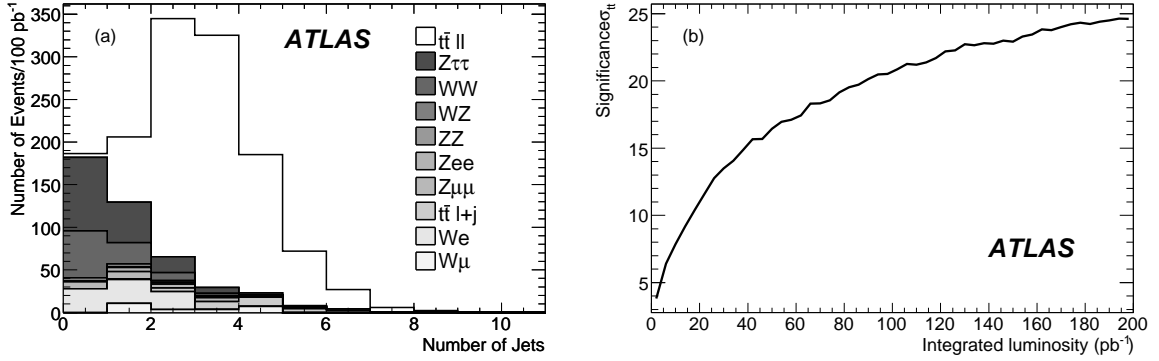 Number of Events/100 pb⁻¹
350
300
250
200
150
100
50
0
(a)
ATLAS
tt̄ ll
Zττ
WW
WZ
ZZ
Zee
Zμμ
tt̄ l+j
We
Wμ
0 2 4 6 8 10
Number of Jets
Significanceσtt
25
20
15
10
5
(b)
ATLAS
0 20 40 60 80 100 120 140 160 180 200
Integrated luminosity (pb⁻¹)